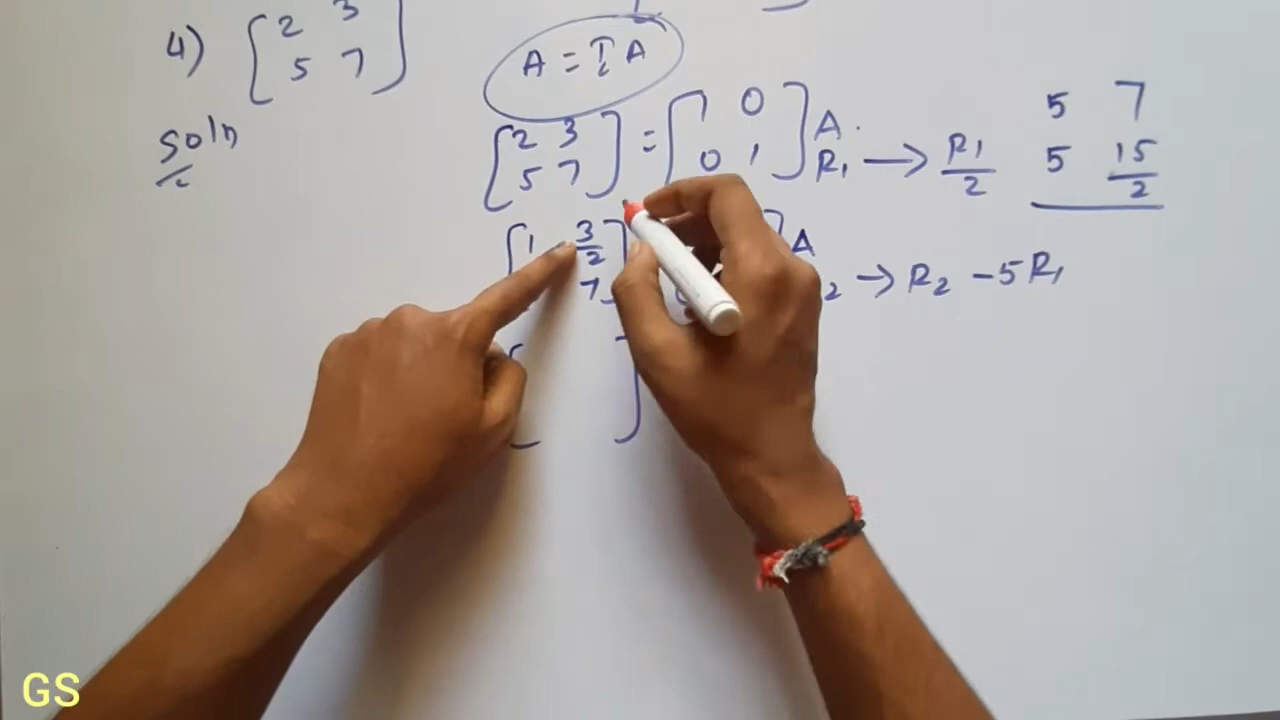 4) [2 3
5 7]
soln
A = IA
[2 3 = [1 0 ] A
5 7] 0 1 R1 → R1/2
[1 3/2 ] A
7 2 → R2 - 5R1
5 7
5 15/2
GS